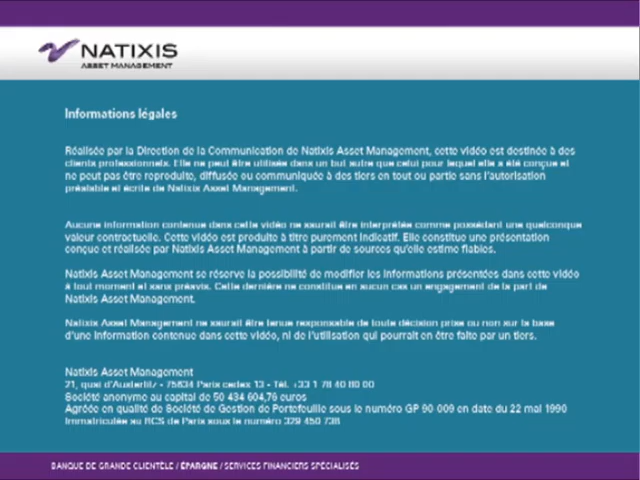 NATIXIS
ASSET MANAGEMENT
Informations légales
Réalisée par la Direction de la Communication de Natixis Asset Management, cette vidéo est destinée à des
clients professionnels. Elle ne peut être utilisée dans un but autre que celui pour lequel elle a été conçue et
ne peut pas être reproduite, diffusée ou communiquée à des tiers en tout ou partie sans l'autorisation
préalable et écrite de Natixis Asset Management.
Aucune information contenue dans cette vidéo ne saurait être interprétée comme possédant une quelconque
valeur contractuelle. Cette vidéo est produite à titre purement indicatif. Elle constitue une présentation
conçue et réalisée par Natixis Asset Management à partir de sources qu'elle estime fiables.
Natixis Asset Management se réserve la possibilité de modifier les informations présentées dans cette vidéo
à tout moment et sans préavis. Cette dernière ne constitue en aucun cas un engagement de la part de
Natixis Asset Management.
Natixis Asset Management ne saurait être tenue responsable de toute décision prise ou non sur la base
d'une information contenue dans cette vidéo, ni de l'utilisation qui pourrait en être faite par un tiers.
Natixis Asset Management
21, quai d'Austerlitz - 75634 Paris cedex 13 - Tél. +33 1 78 40 80 00
Société anonyme au capital de 50 434 604,76 euros
Agréée en qualité de Société de Gestion de Portefeuille sous le numéro GP 90 009 en date du 22 mai 1990
Immatriculée au RCS de Paris sous le numéro 329 450 738
BANQUE DE GRANDE CLIENTÈLE / ÉPARGNE / SERVICES FINANCIERS SPÉCIALISÉS